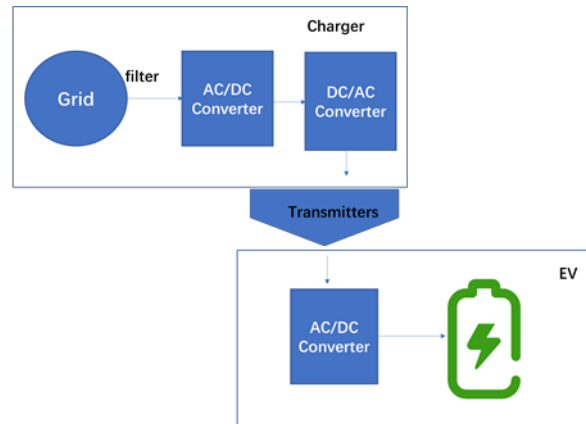 Charger
filter
Grid
AC/DC
Converter
DC/AC
Converter
Transmitters
EV
AC/DC
Converter